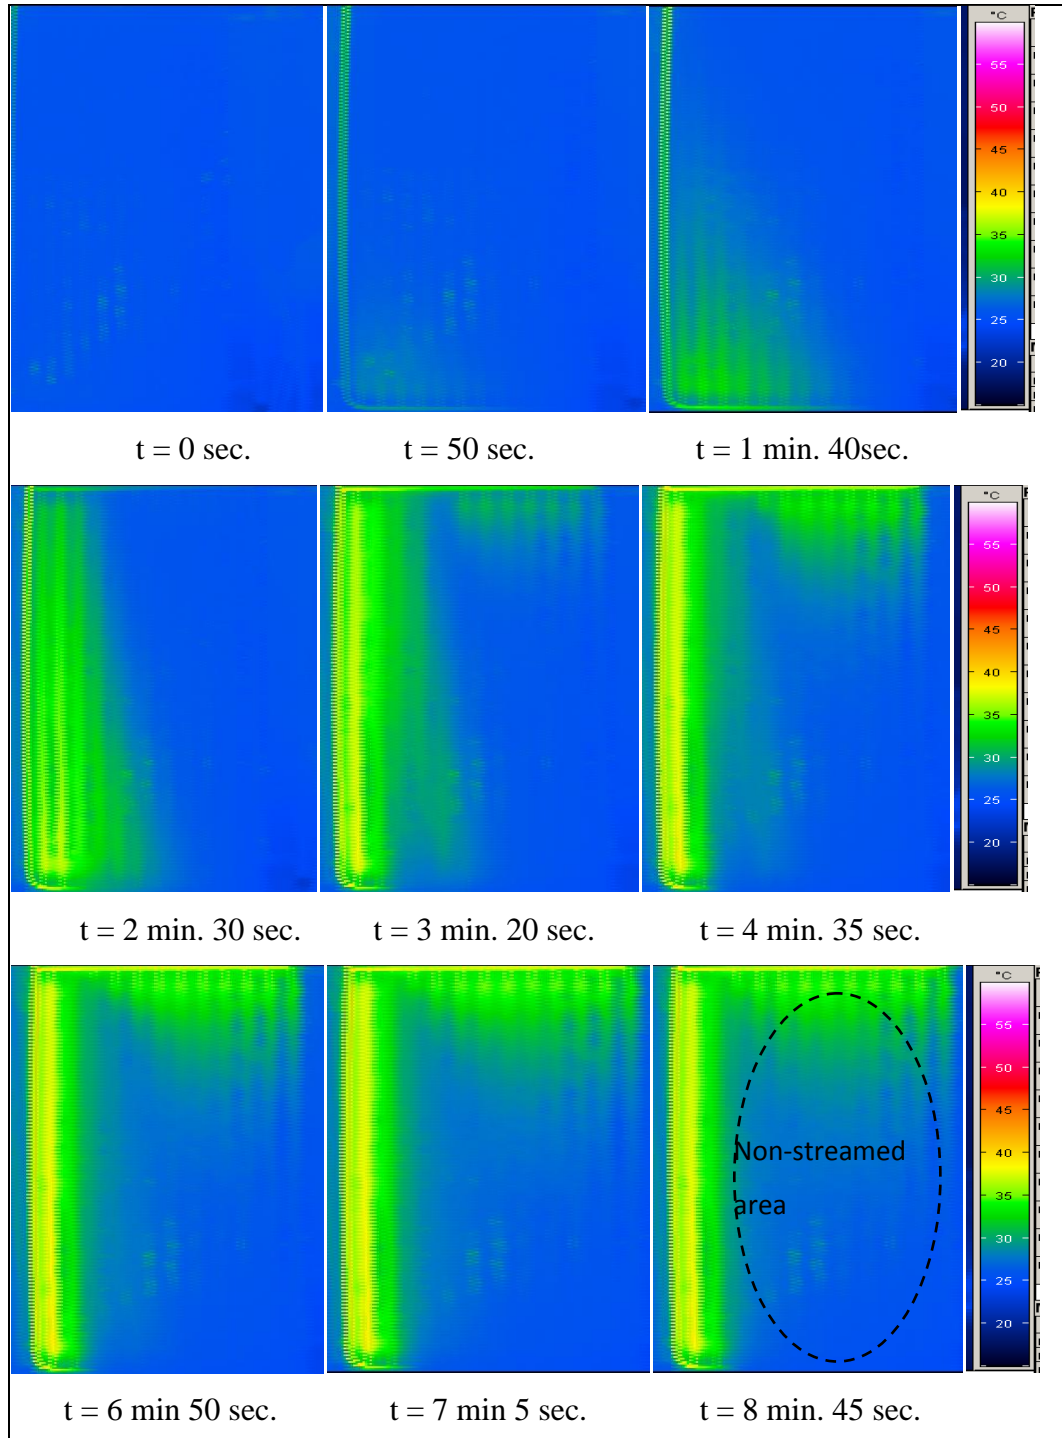 °C
55
50
45
40
35
30
25
20
t = 0 sec.
t = 50 sec.
t = 1 min. 40sec.
°C
55
50
45
40
35
30
25
20
t = 2 min. 30 sec.
t = 3 min. 20 sec.
t = 4 min. 35 sec.
°C
55
50
45
40
35
30
25
20
Non-streamed
area
t = 6 min 50 sec.
t = 7 min 5 sec.
t = 8 min. 45 sec.